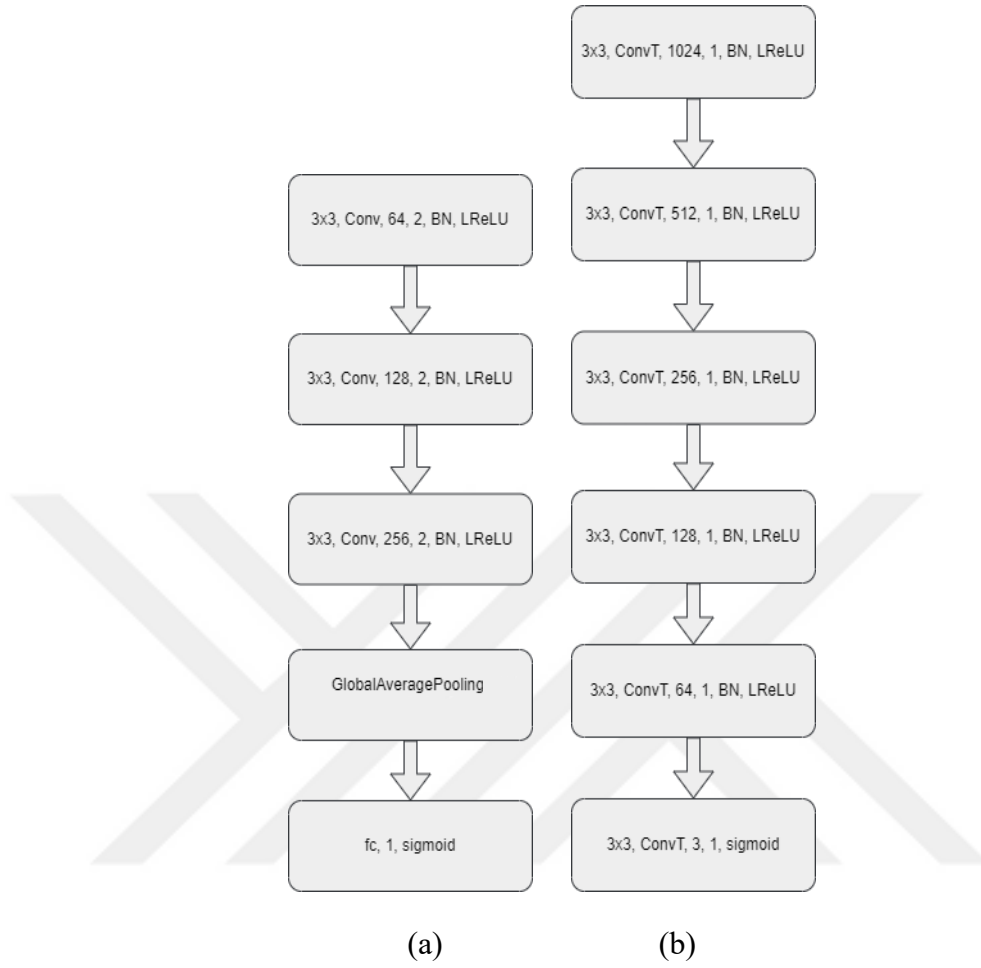 3x3, Conv, 64, 2, BN, LReLU
3x3, Conv, 128, 2, BN, LReLU
3x3, Conv, 256, 2, BN, LReLU
GlobalAveragePooling
fc, 1, sigmoid
(a)
3x3, ConvT, 1024, 1, BN, LReLU
3x3, ConvT, 512, 1, BN, LReLU
3x3, ConvT, 256, 1, BN, LReLU
3x3, ConvT, 128, 1, BN, LReLU
3x3, ConvT, 64, 1, BN, LReLU
3x3, ConvT, 3, 1, sigmoid
(b)